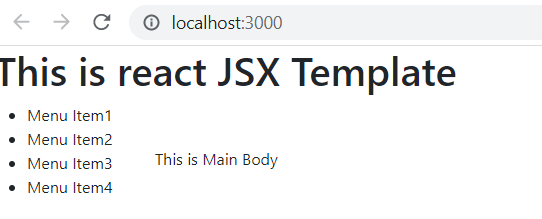 localhost:3000
This is react JSX Template
Menu Item1
Menu Item2
Menu Item3
This is Main Body
Menu Item4